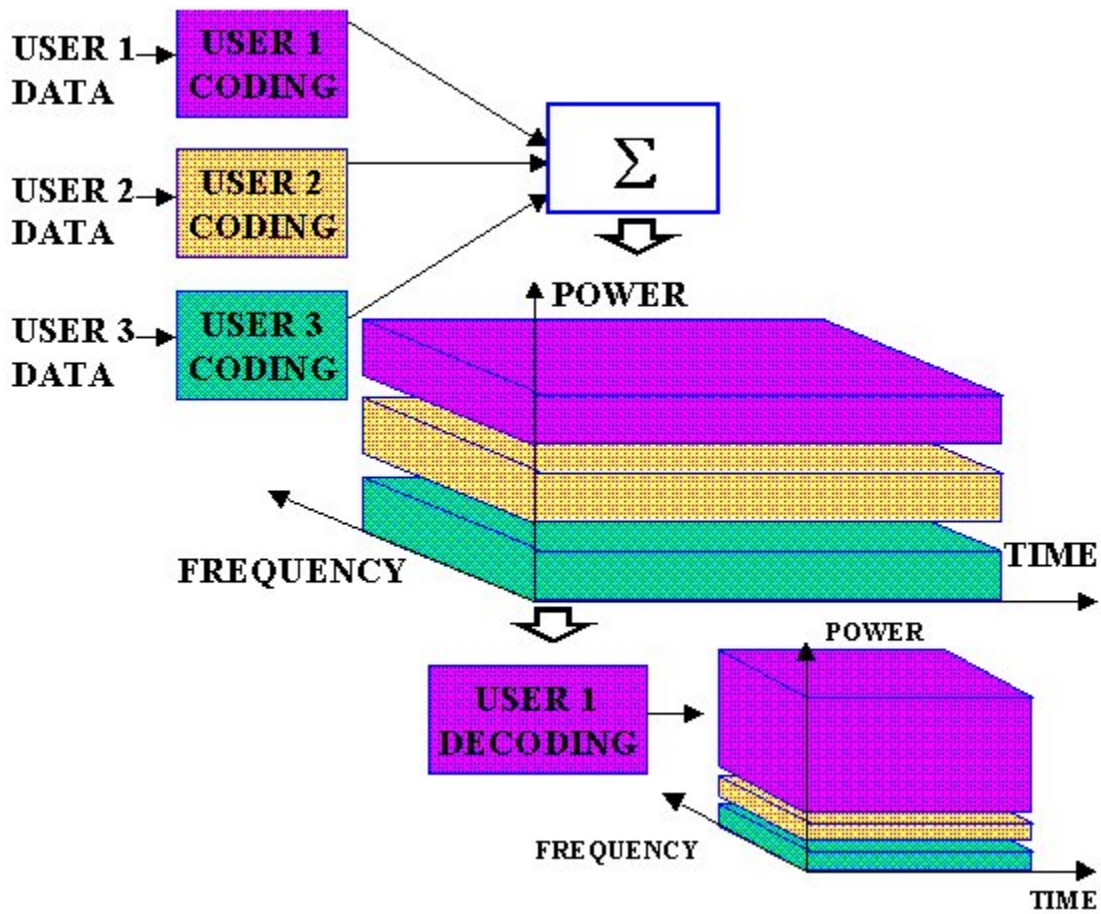 USER 1
DATA
USER 1
CODING
USER 2
DATA
USER 2
CODING
Σ
USER 3
DATA
USER 3
CODING
POWER
FREQUENCY
TIME
USER 1
DECODING
POWER
FREQUENCY
TIME